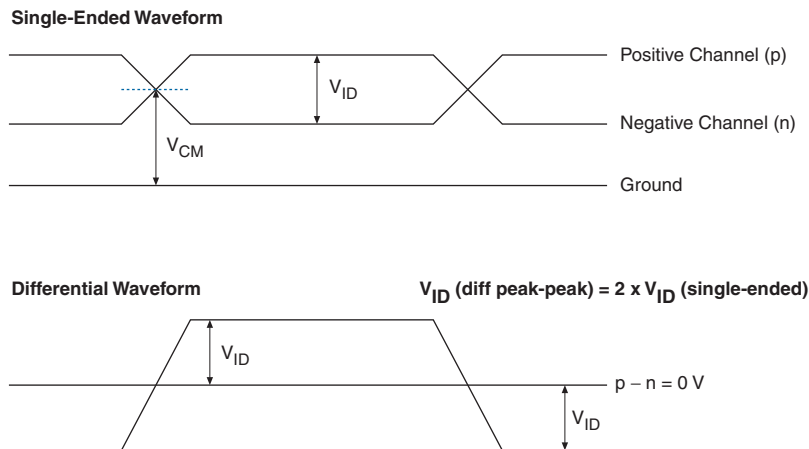 Single-Ended Waveform
Positive Channel (p)
V_ID
Negative Channel (n)
V_CM
Ground
Differential Waveform
V_ID (diff peak-peak) = 2 x V_ID (single-ended)
V_ID
p – n = 0 V
V_ID